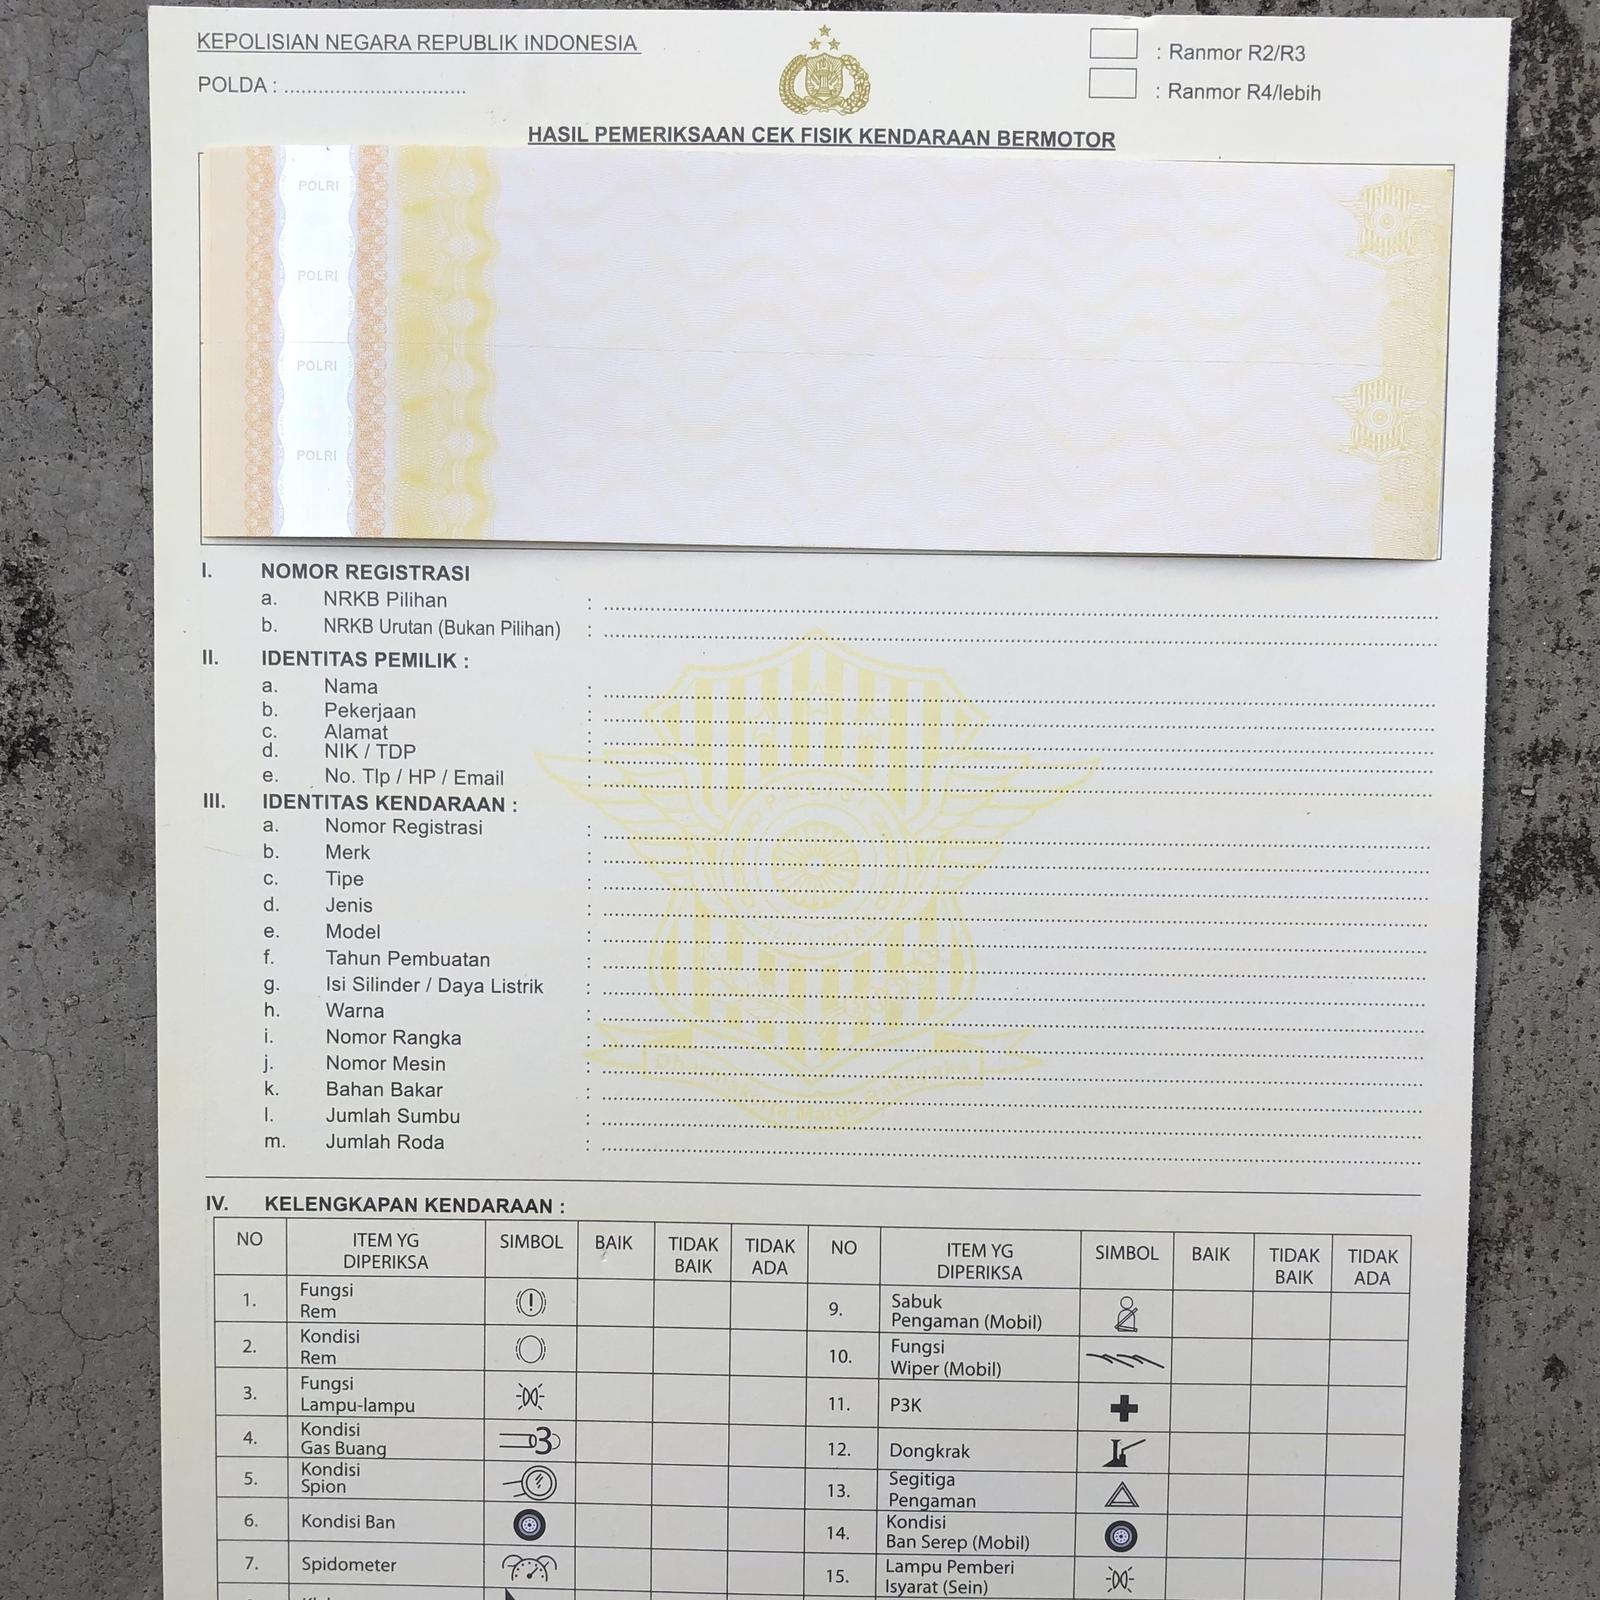 KEPOLISIAN NEGARA REPUBLIK INDONESIA
POLDA : ................................
: Ranmor R2/R3
: Ranmor R4/lebih
HASIL PEMERIKSAAN CEK FISIK KENDARAAN BERMOTOR
POLRI
POLRI
POLRI
POLRI
I. NOMOR REGISTRASI
a. NRKB Pilihan :
b. NRKB Urutan (Bukan Pilihan) :
II. IDENTITAS PEMILIK :
a. Nama :
b. Pekerjaan :
c. Alamat :
d. NIK / TDP :
e. No. Tlp / HP / Email :
III. IDENTITAS KENDARAAN :
a. Nomor Registrasi :
b. Merk :
c. Tipe :
d. Jenis :
e. Model :
f. Tahun Pembuatan :
g. Isi Silinder / Daya Listrik :
h. Warna :
i. Nomor Rangka :
j. Nomor Mesin :
k. Bahan Bakar :
l. Jumlah Sumbu :
m. Jumlah Roda :
POLISI
LALU LINTAS
Dharmakerta Marga Raksyaka
IV. KELENGKAPAN KENDARAAN :
NO ITEM YG DIPERIKSA SIMBOL BAIK TIDAK BAIK TIDAK ADA NO ITEM YG DIPERIKSA SIMBOL BAIK TIDAK BAIK TIDAK ADA
1. Fungsi Rem
9. Sabuk Pengaman (Mobil)
2. Kondisi Rem
10. Fungsi Wiper (Mobil)
3. Fungsi Lampu-lampu
11. P3K
4. Kondisi Gas Buang
12. Dongkrak
5. Kondisi Spion
13. Segitiga Pengaman
6. Kondisi Ban
14. Kondisi Ban Serep (Mobil)
7. Spidometer
15. Lampu Pemberi Isyarat (Sein)